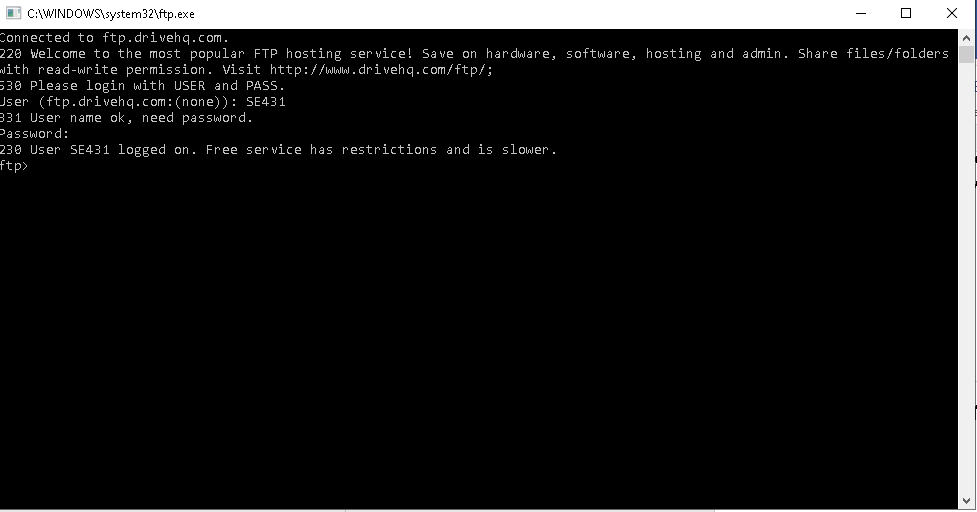 C:\WINDOWS\system32\ftp.exe
Connected to ftp.drivehq.com.
220 Welcome to the most popular FTP hosting service! Save on hardware, software, hosting and admin. Share files/folders
with read-write permission. Visit http://www.drivehq.com/ftp/;
530 Please login with USER and PASS.
User (ftp.drivehq.com:(none)): SE431
331 User name ok, need password.
Password:
230 User SE431 logged on. Free service has restrictions and is slower.
ftp>